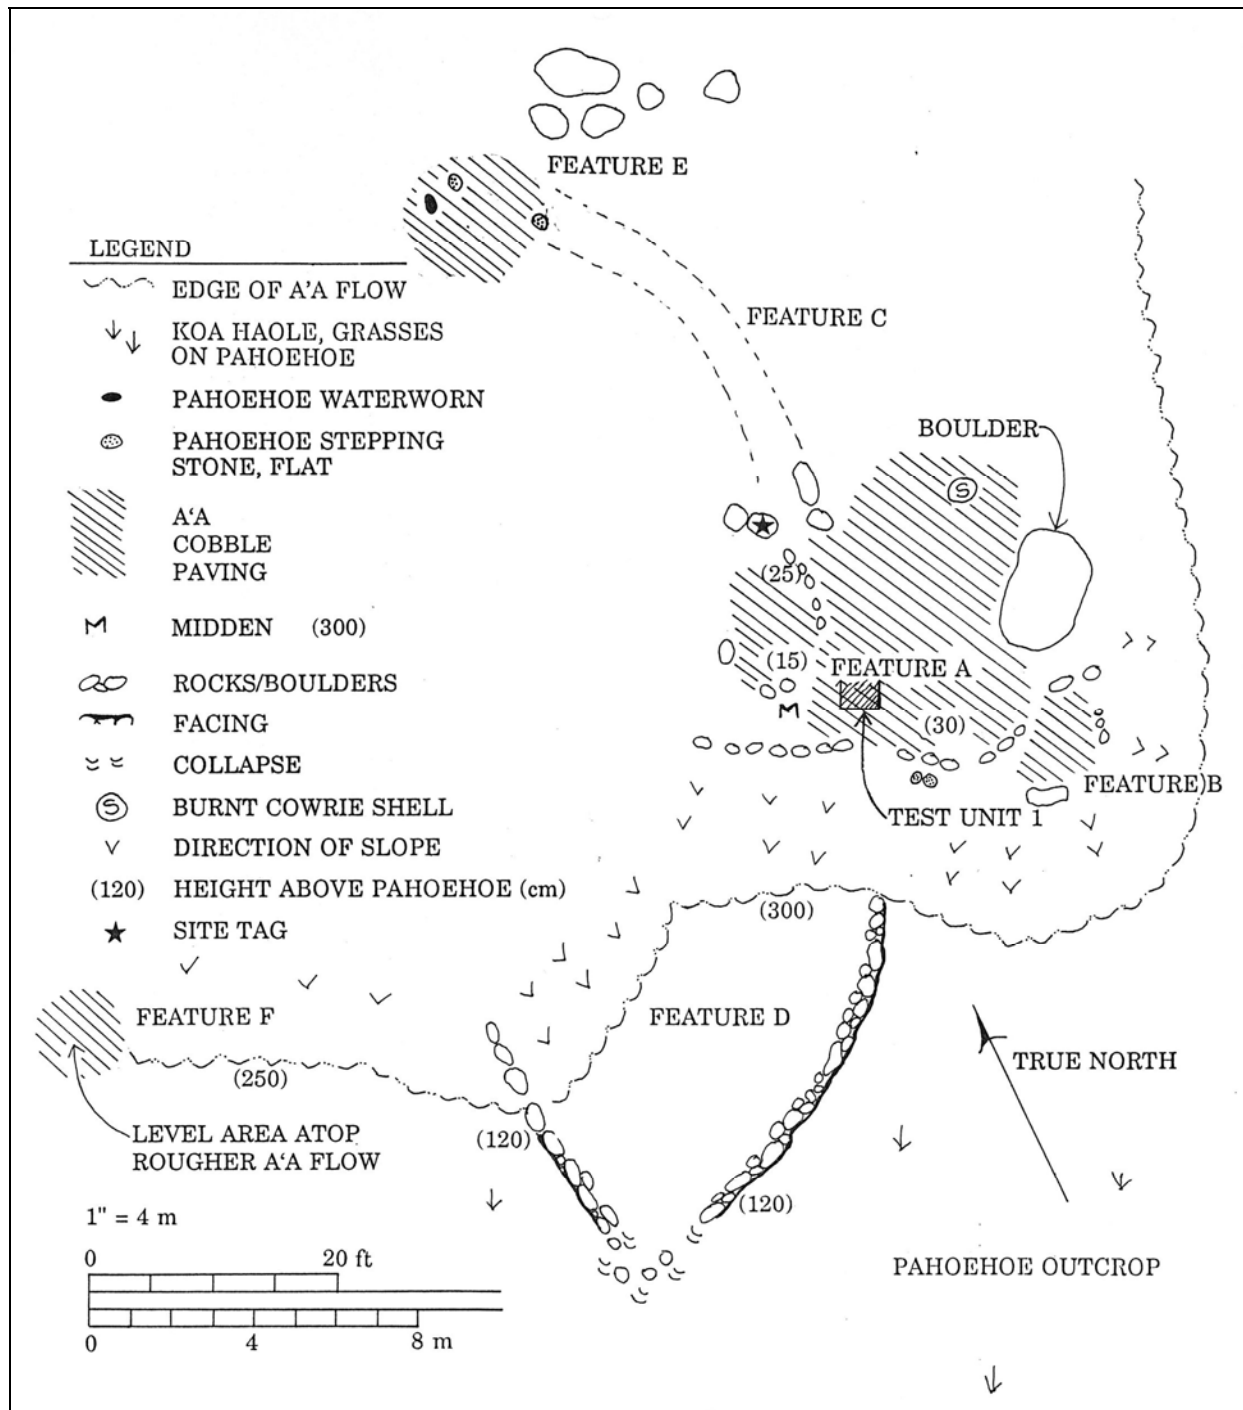 FEATURE E
LEGEND
EDGE OF A'A FLOW
KOA HAOLE, GRASSES
ON PAHOEHOE
PAHOEHOE WATERWORN
PAHOEHOE STEPPING
STONE, FLAT
A'A
COBBLE
PAVING
M MIDDEN (300)
ROCKS/BOULDERS
FACING
COLLAPSE
S BURNT COWRIE SHELL
DIRECTION OF SLOPE
(120) HEIGHT ABOVE PAHOEHOE (cm)
SITE TAG
FEATURE C
BOULDER
S
(25)
(15)
FEATURE A
M
(30)
FEATURE B
TEST UNIT 1
(300)
FEATURE F
FEATURE D
(250)
TRUE NORTH
LEVEL AREA ATOP
ROUGHER A'A FLOW
(120)
(120)
1" = 4 m
0 20 ft
0 4 8 m
PAHOEHOE OUTCROP